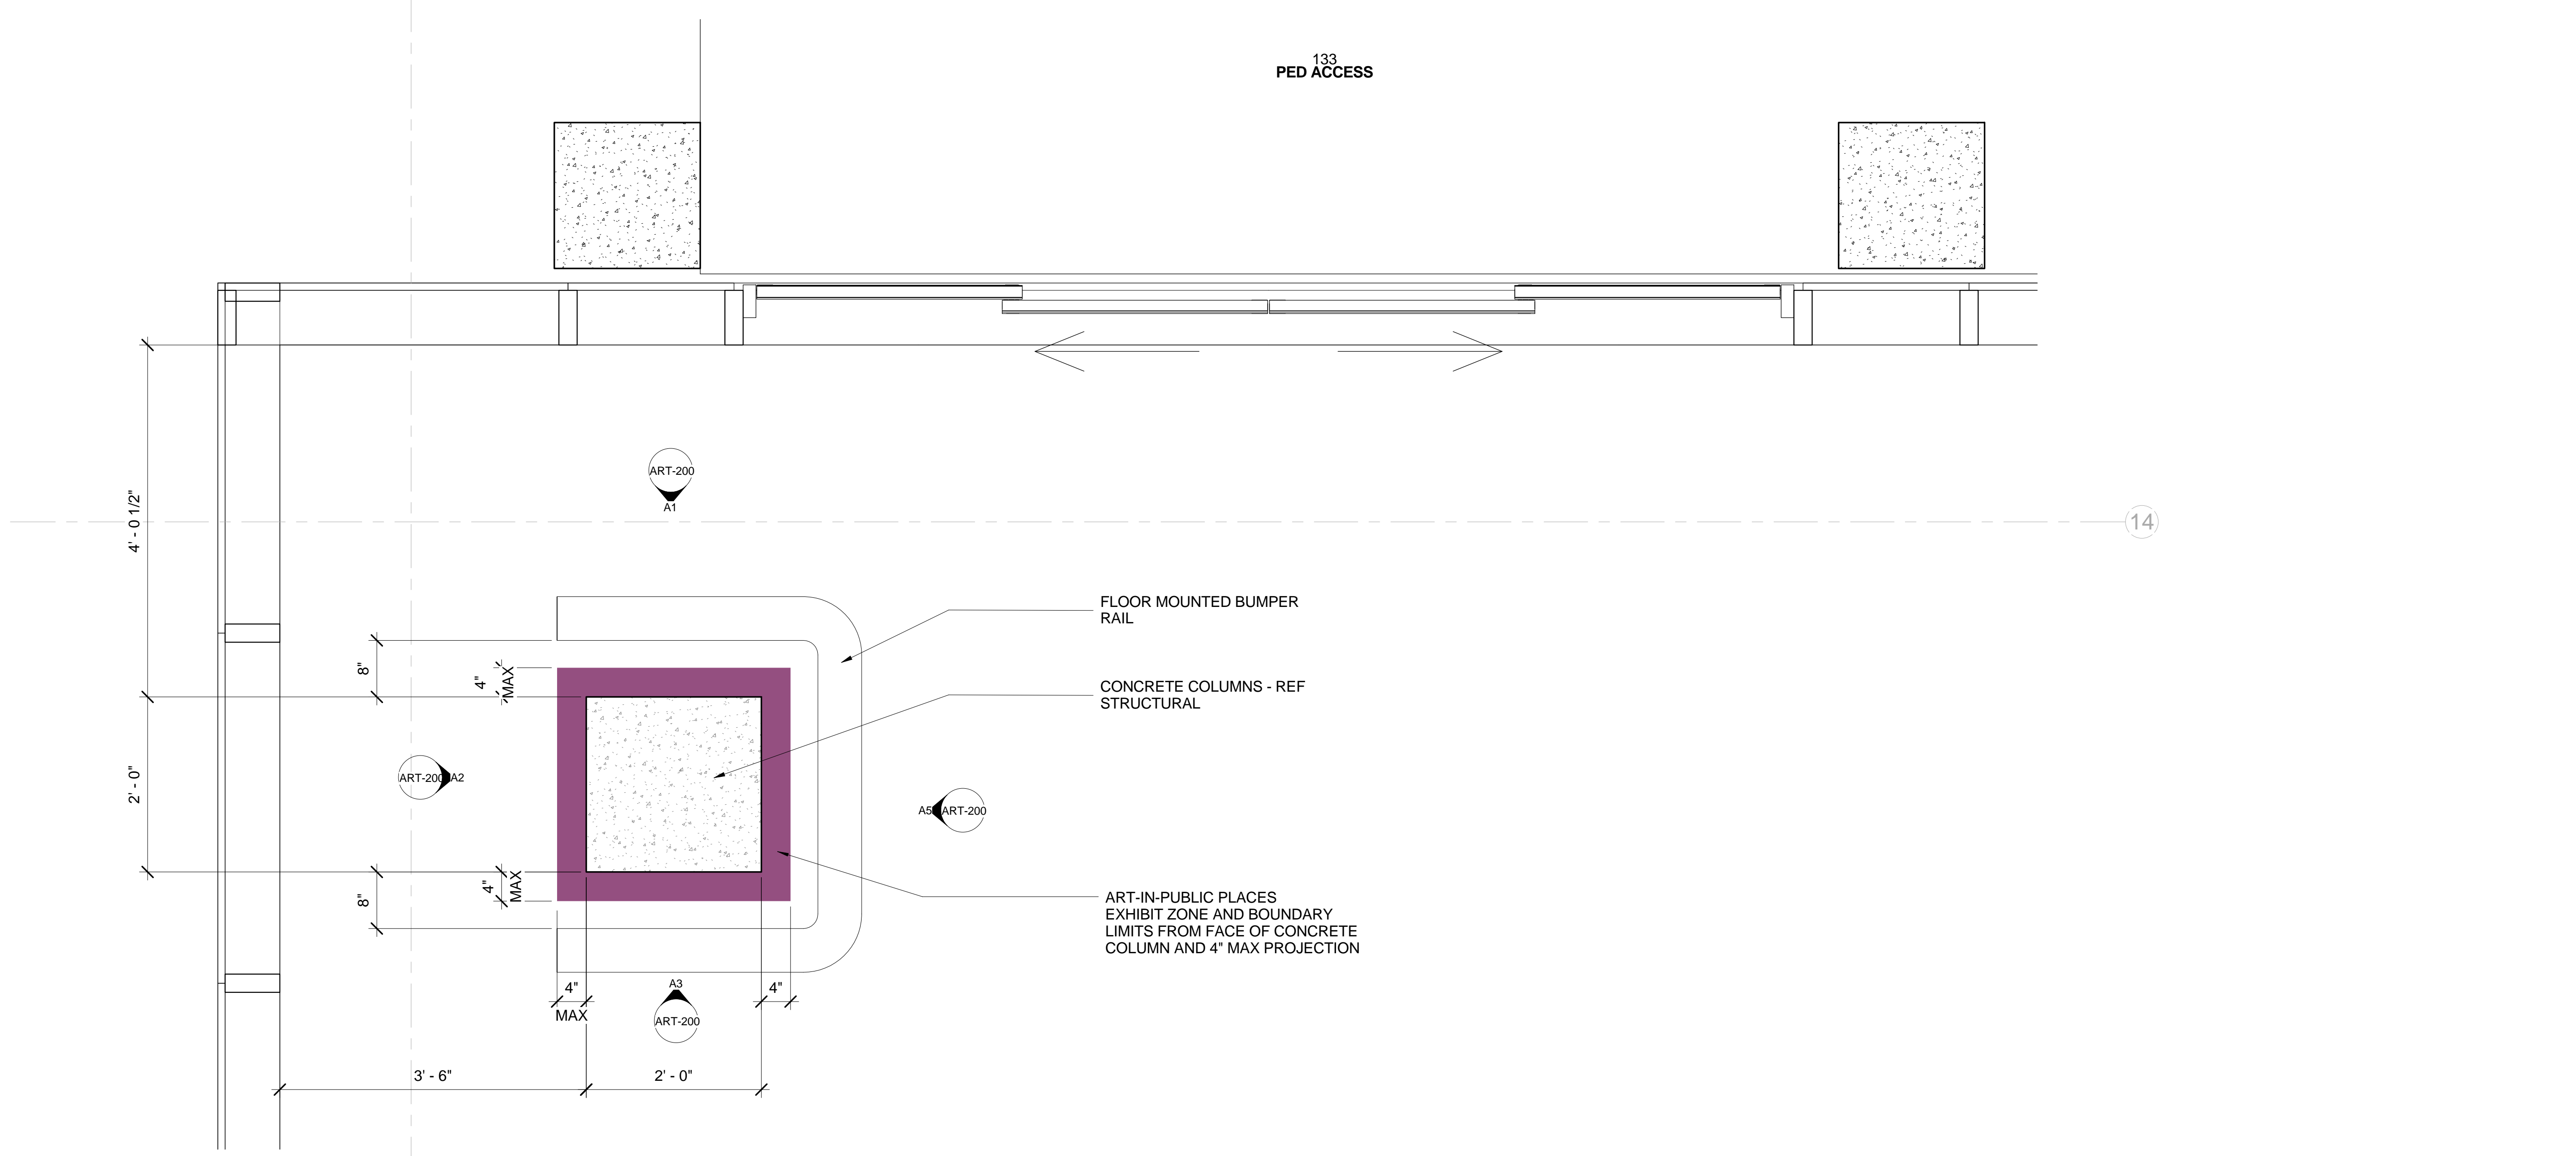 133
PED ACCESS
ART-200
A1
4' - 0 1/2"
14
FLOOR MOUNTED BUMPER
RAIL
8"
4"
MAX
CONCRETE COLUMNS - REF
STRUCTURAL
2' - 0"
ART-200
A2
A5
ART-200
8"
4"
MAX
ART-IN-PUBLIC PLACES
EXHIBIT ZONE AND BOUNDARY
LIMITS FROM FACE OF CONCRETE
COLUMN AND 4" MAX PROJECTION
4"
MAX
A3
ART-200
4"
3' - 6"
2' - 0"